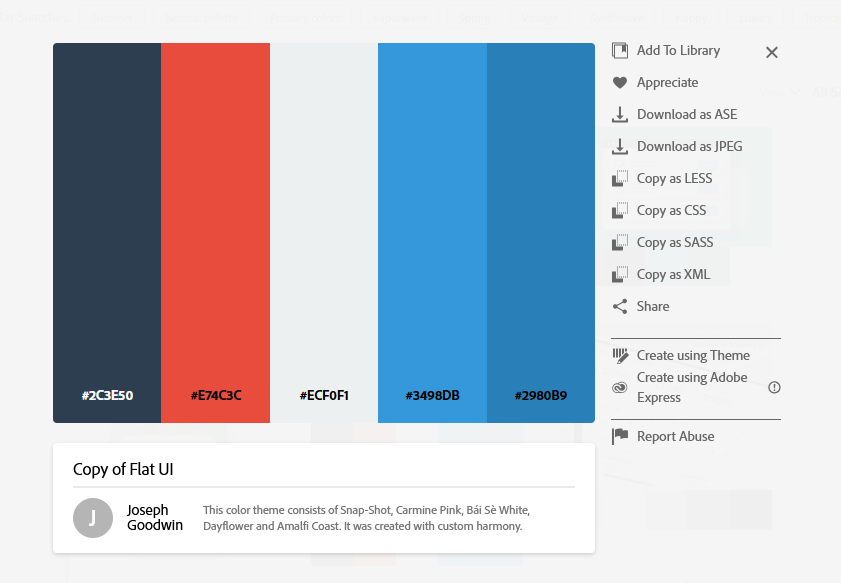 #2C3E50
#E74C3C
#ECF0F1
#3498DB
#2980B9
Add To Library
Appreciate
Download as ASE
Download as JPEG
Copy as LESS
Copy as CSS
Copy as SASS
Copy as XML
Share
Create using Theme
Create using Adobe
Express
Report Abuse
Copy of Flat UI
J
Joseph
Goodwin
This color theme consists of Snap-Shot, Carmine Pink, Bái Sè White,
Dayflower and Amalfi Coast. It was created with custom harmony.